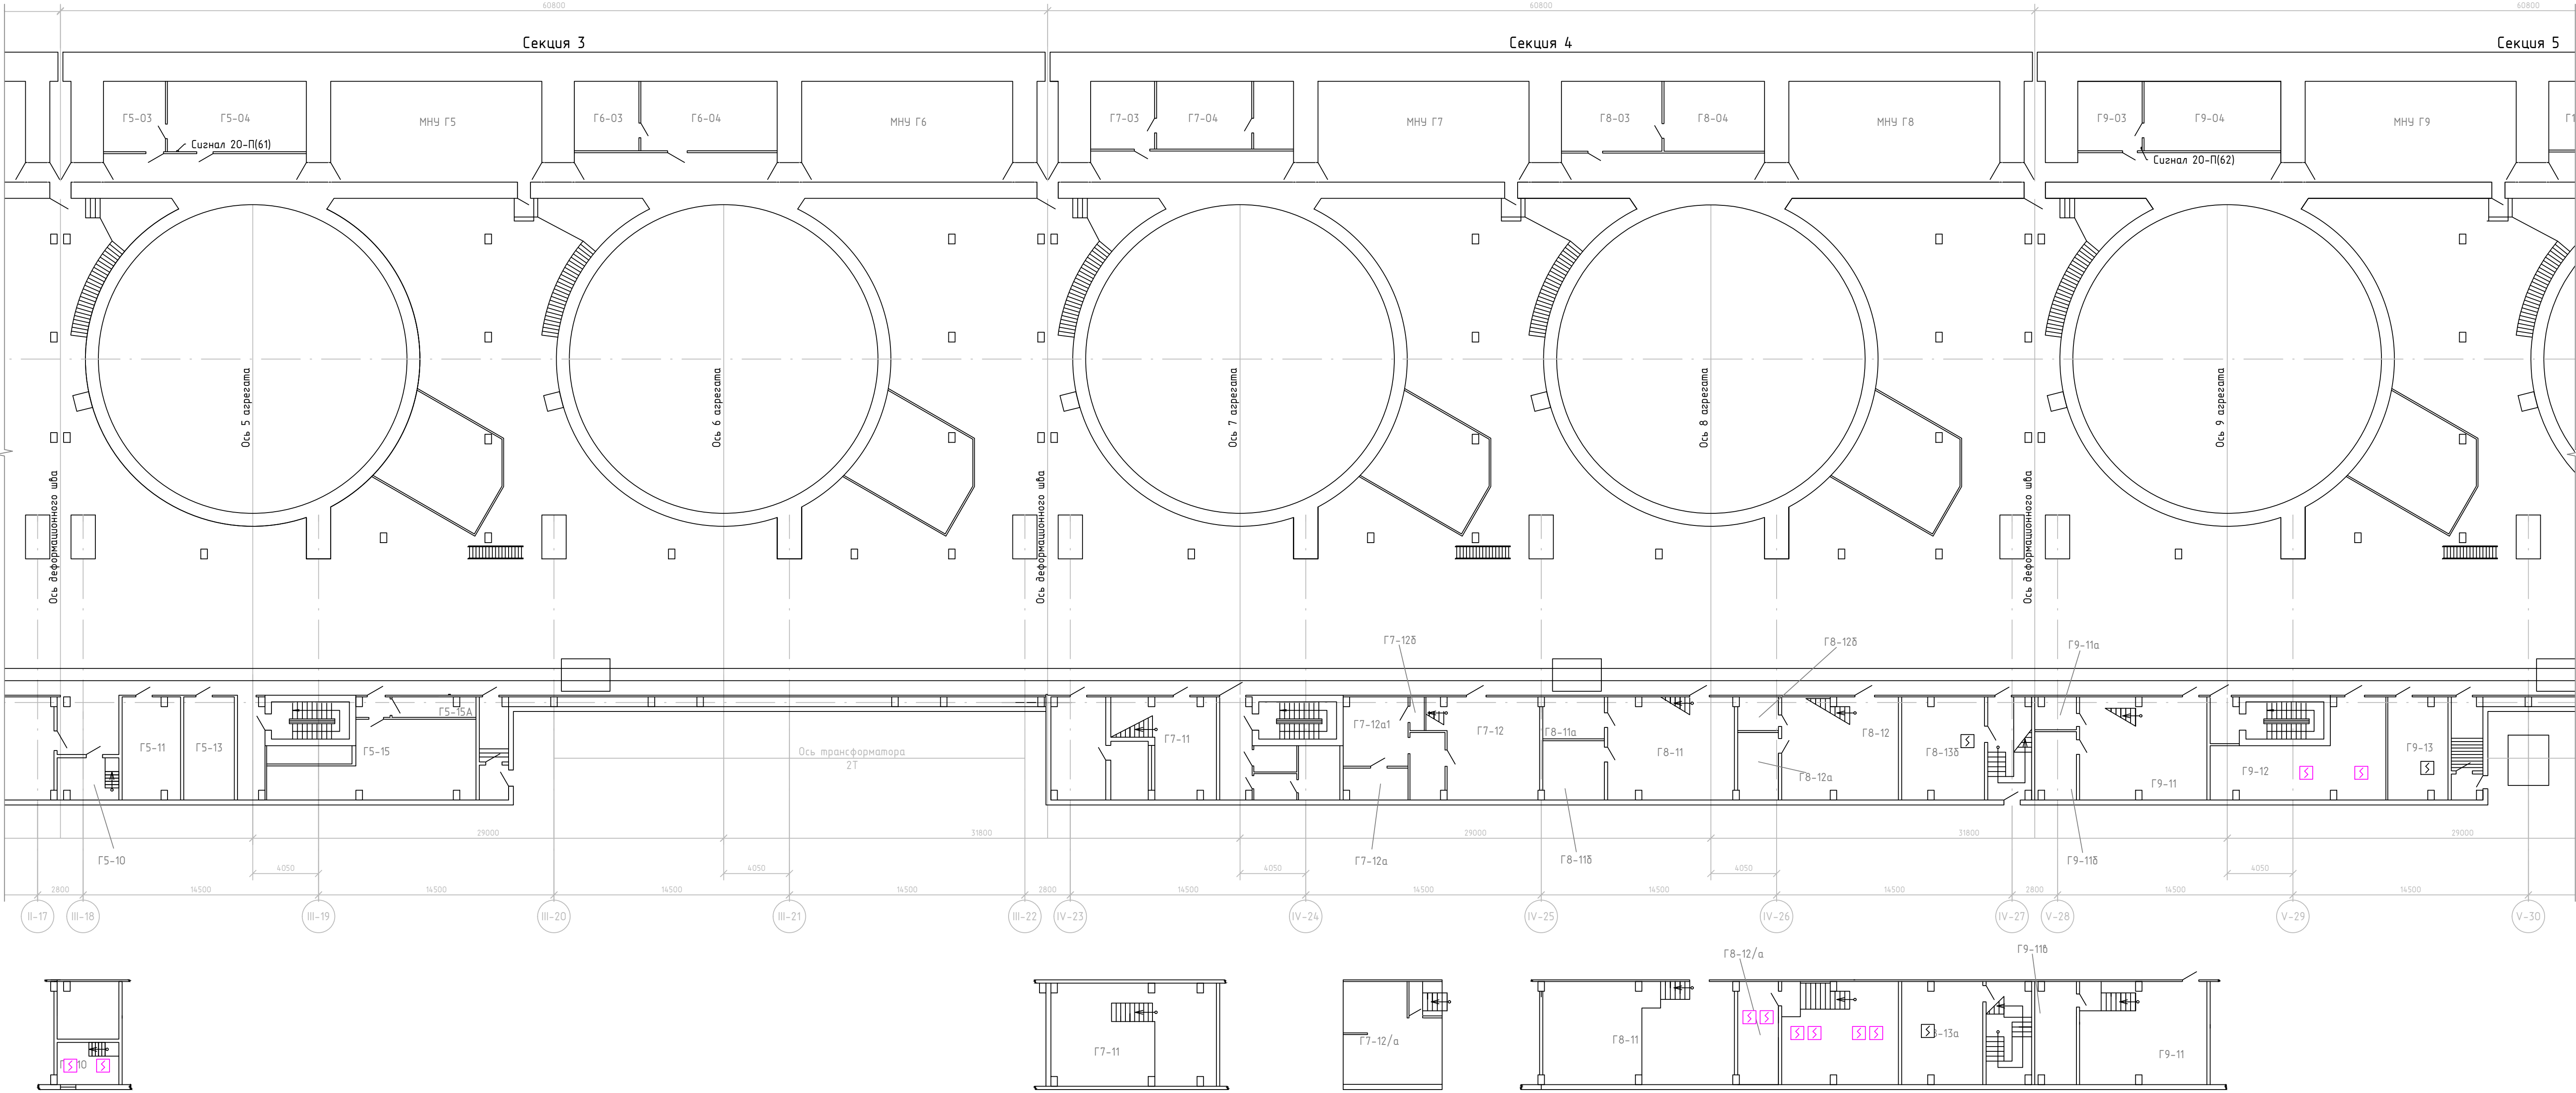 60800 60800 60800
Секция 3 Секция 4 Секция 5
Г5-03 Г5-04 МНУ Г5 Г6-03 Г6-04 МНУ Г6 Г7-03 Г7-04 МНУ Г7 Г8-03 Г8-04 МНУ Г8 Г9-03 Г9-04 МНУ Г9
Сигнал 20-П(61) Сигнал 20-П(62)
Ось 5 агрегата
Ось 6 агрегата
Ось 7 агрегата
Ось 8 агрегата
Ось 9 агрегата
Ось деформационного шва
Ось деформационного шва
Ось деформационного шва
Г7-12б Г8-12б Г9-11а
Г5-15А
Г7-12а1 Г7-12 Г8-11а Г8-12
Г5-11 Г5-13 Г5-15 Г7-11 Г8-11 Г8-13б Г9-13
Ось трансформатора
2Т
Г8-12а Г9-12 Г9-11
29000 31800 29000 31800 29000
Г5-10 Г7-12а Г8-11б Г9-11б
4050 4050 4050 4050 4050
2800 14500 14500 14500 14500 2800 14500 14500 14500 14500 2800 14500 14500
II-17 III-18 III-19 III-20 III-21 III-22 IV-23 IV-24 IV-25 IV-26 IV-27 V-28 V-29 V-30
Г8-12/а Г9-11в
Г7-11 Г7-12/а Г8-11 -13а Г9-11
10